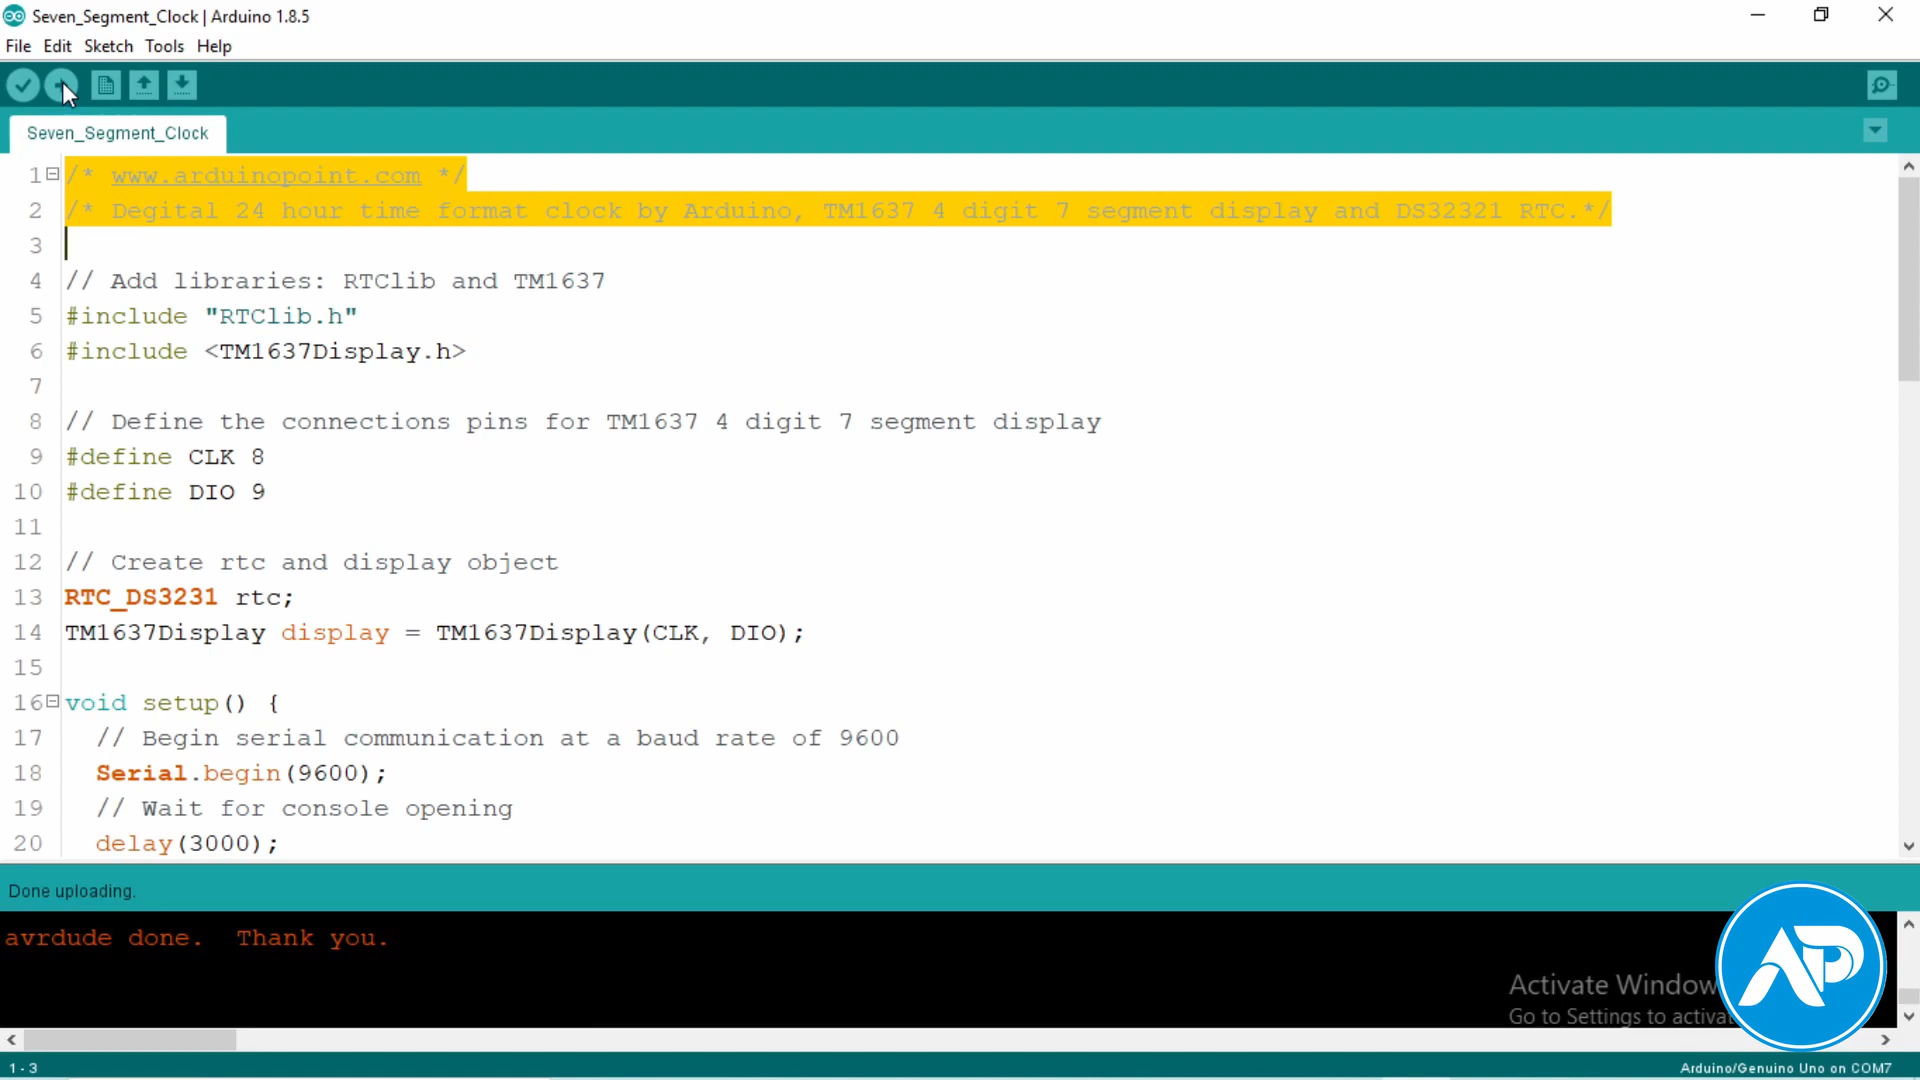 Seven_Segment_Clock | Arduino 1.8.5
File Edit Sketch Tools Help
Seven_Segment_Clock
1 /* www.arduinopoint.com */
2 /* Degital 24 hour time format clock by Arduino, TM1637 4 digit 7 segment display and DS32321 RTC.*/
3
4 // Add libraries: RTClib and TM1637
5 #include "RTClib.h"
6 #include <TM1637Display.h>
7
8 // Define the connections pins for TM1637 4 digit 7 segment display
9 #define CLK 8
10 #define DIO 9
11
12 // Create rtc and display object
13 RTC_DS3231 rtc;
14 TM1637Display display = TM1637Display(CLK, DIO);
15
16 void setup() {
17 // Begin serial communication at a baud rate of 9600
18 Serial.begin(9600);
19 // Wait for console opening
20 delay(3000);
Done uploading.
avrdude done.  Thank you.
Activate Window
Go to Settings to activa
AP
1 - 3
Arduino/Genuino Uno on COM7